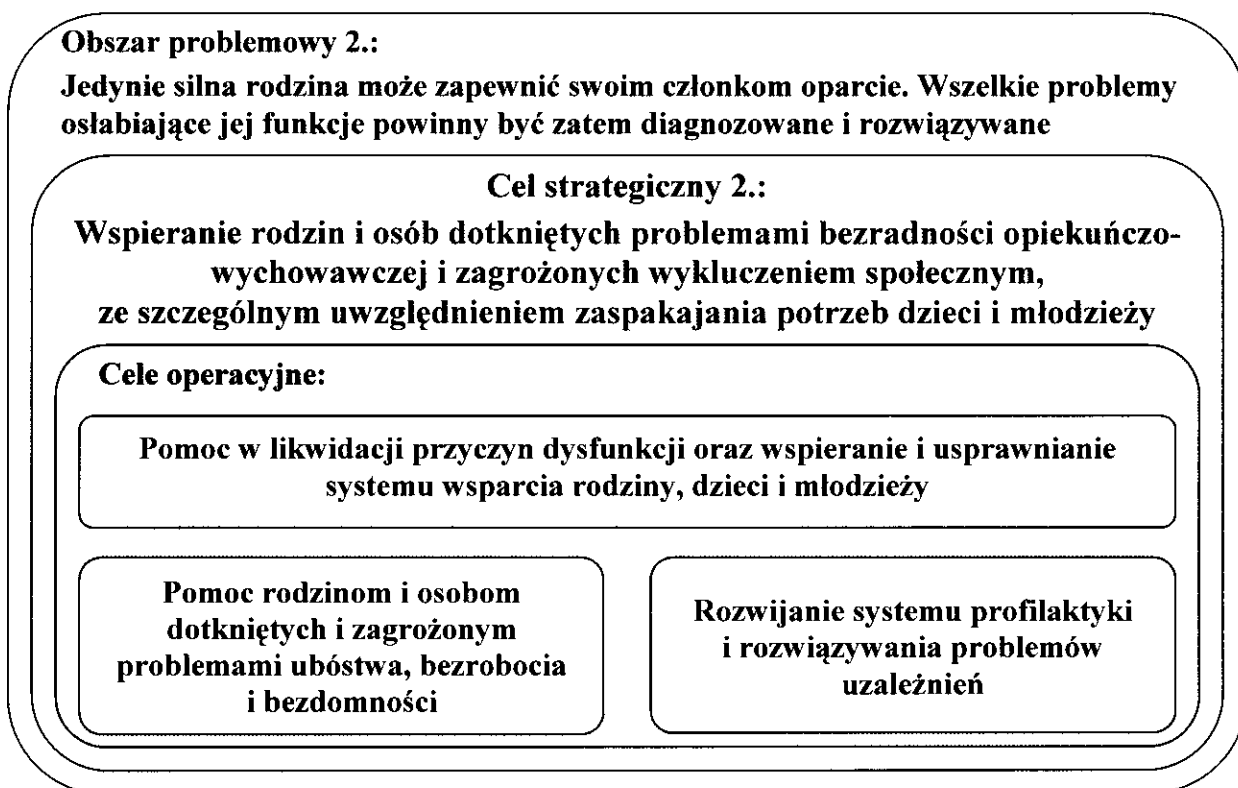 Obszar problemowy 2.:
Jedynie silna rodzina może zapewnić swoim członkom oparcie. Wszelkie problemy
osłabiające jej funkcje powinny być zatem diagnozowane i rozwiązywane
Cel strategiczny 2.:
Wspieranie rodzin i osób dotkniętych problemami bezradności opiekuńczo-
wychowawczej i zagrożonych wykluczeniem społecznym,
ze szczególnym uwzględnieniem zaspakajania potrzeb dzieci i młodzieży
Cele operacyjne:
Pomoc w likwidacji przyczyn dysfunkcji oraz wspieranie i usprawnianie
systemu wsparcia rodziny, dzieci i młodzieży
Pomoc rodzinom i osobom
dotkniętych i zagrożonym
problemami ubóstwa, bezrobocia
i bezdomności
Rozwijanie systemu profilaktyki
i rozwiązywania problemów
uzależnień